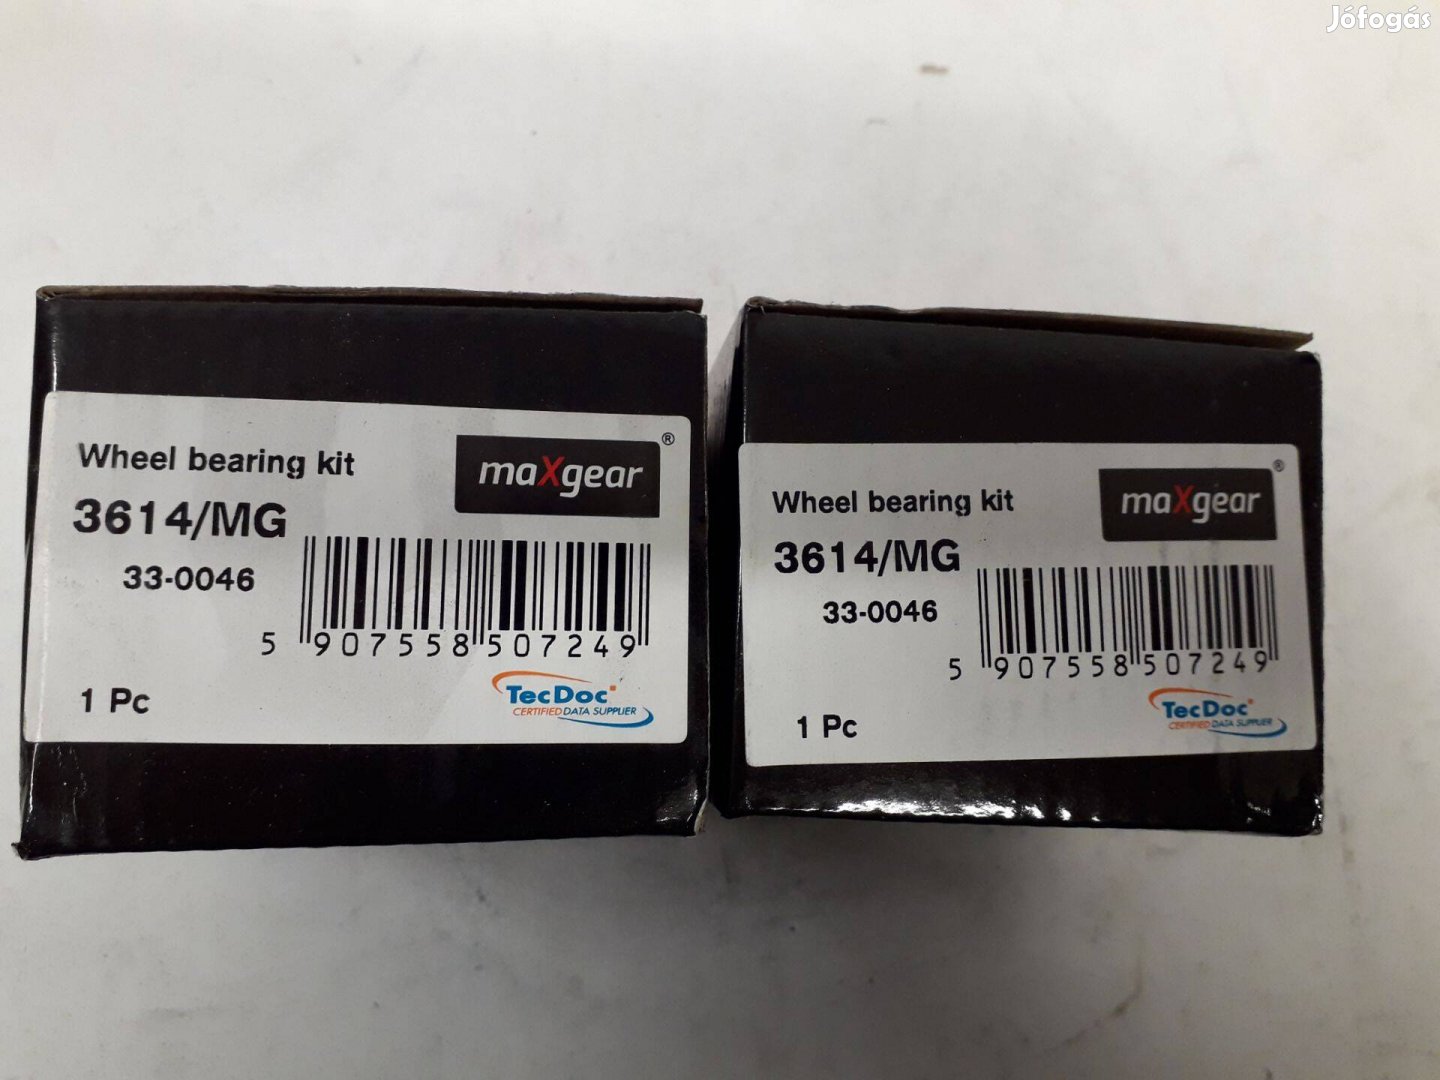 Jófogás
Wheel bearing kit
maXgear®
3614/MG
33-0046
5 907558 507249
1 Pc
TecDoc®
CERTIFIED DATA SUPPLIER
Wheel bearing kit
maXgear®
3614/MG
33-0046
5 907558 507249
1 Pc
TecDoc®
CERTIFIED DATA SUPPLIER